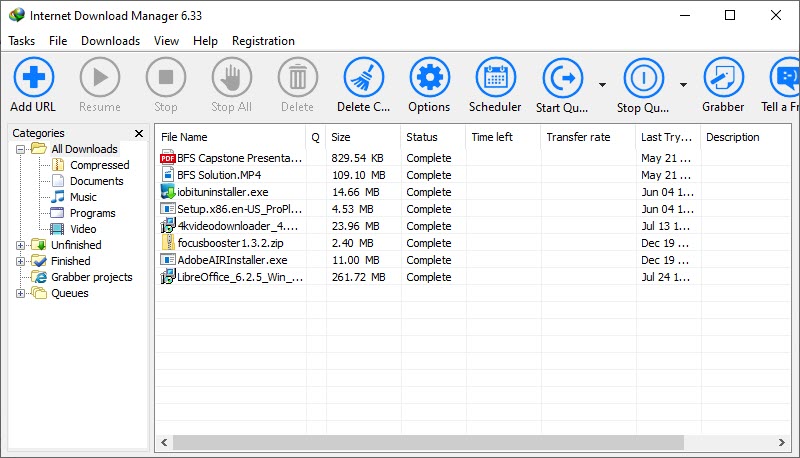 Internet Download Manager 6.33
Tasks File Downloads View Help Registration
Add URL Resume Stop Stop All Delete Delete C... Options Scheduler Start Qu... Stop Qu... Grabber Tell a Fr
Categories
All Downloads
Compressed
Documents
Music
Programs
Video
Unfinished
Finished
Grabber projects
Queues
File Name Q Size Status Time left Transfer rate Last Try... Description
PDF BFS Capstone Presenta... 829.54 KB Complete May 21 ...
BFS Solution.MP4 109.10 MB Complete May 21 ...
iobituninstaller.exe 14.66 MB Complete Jun 04 1...
Setup.x86.en-US_ProPl... 4.53 MB Complete Jun 04 1...
4kvideodownloader_4.... 23.96 MB Complete Jul 13 1...
focusbooster1.3.2.zip 2.40 MB Complete Dec 19 ...
AdobeAIRInstaller.exe 11.00 MB Complete Dec 19 ...
LibreOffice_6.2.5_Win_... 261.72 MB Complete Jul 24 1...